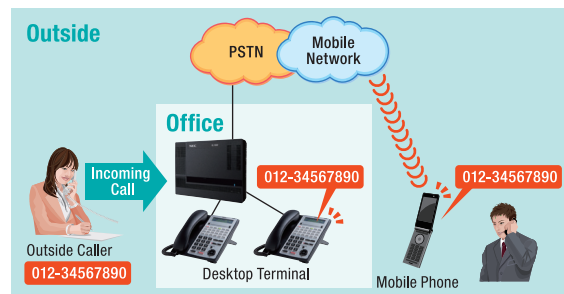 Outside
PSTN
Mobile
Network
Office
Incoming
Call
012-34567890
012-34567890
Outside Caller
012-34567890
Desktop Terminal
Mobile Phone